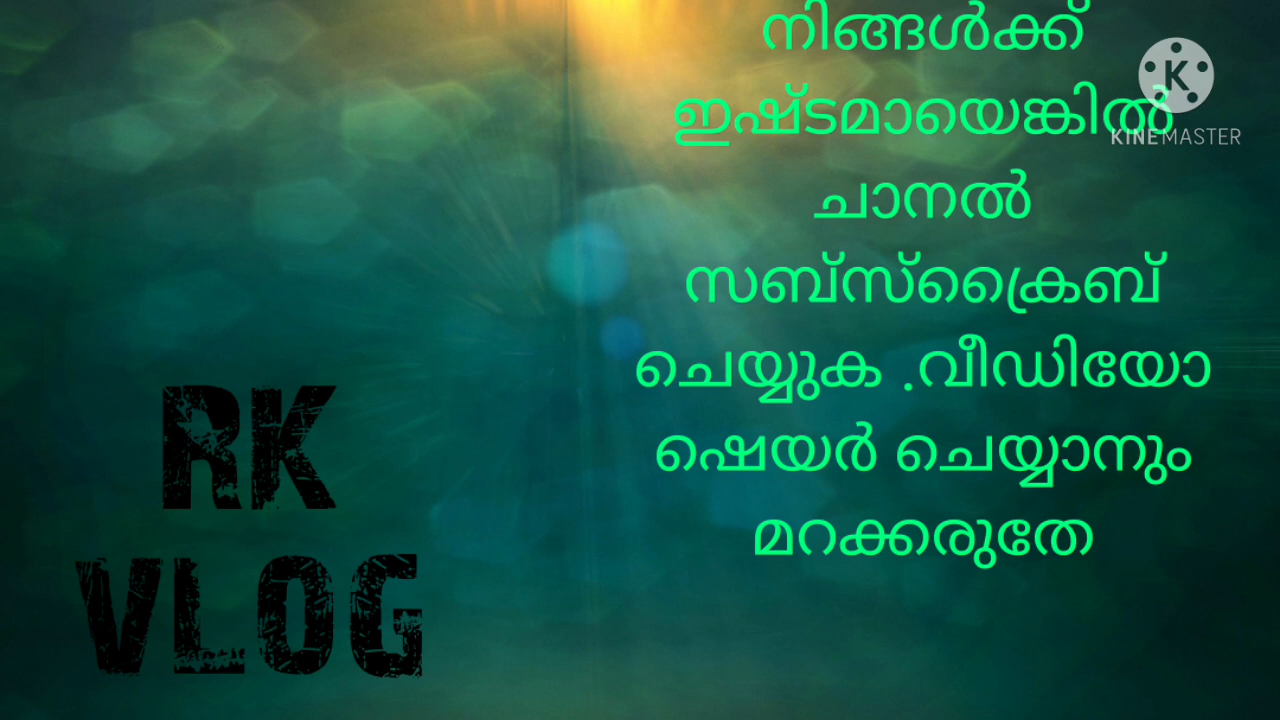 നിങ്ങൾക്ക്
ഇഷ്ടമായെങ്കിൽ
ചാനൽ
സബ്സ്ക്രൈബ്
ചെയ്യുക .വീഡിയോ
ഷെയർ ചെയ്യാനും
മറക്കരുതേ
K
KINEMASTER
RK
VLOG